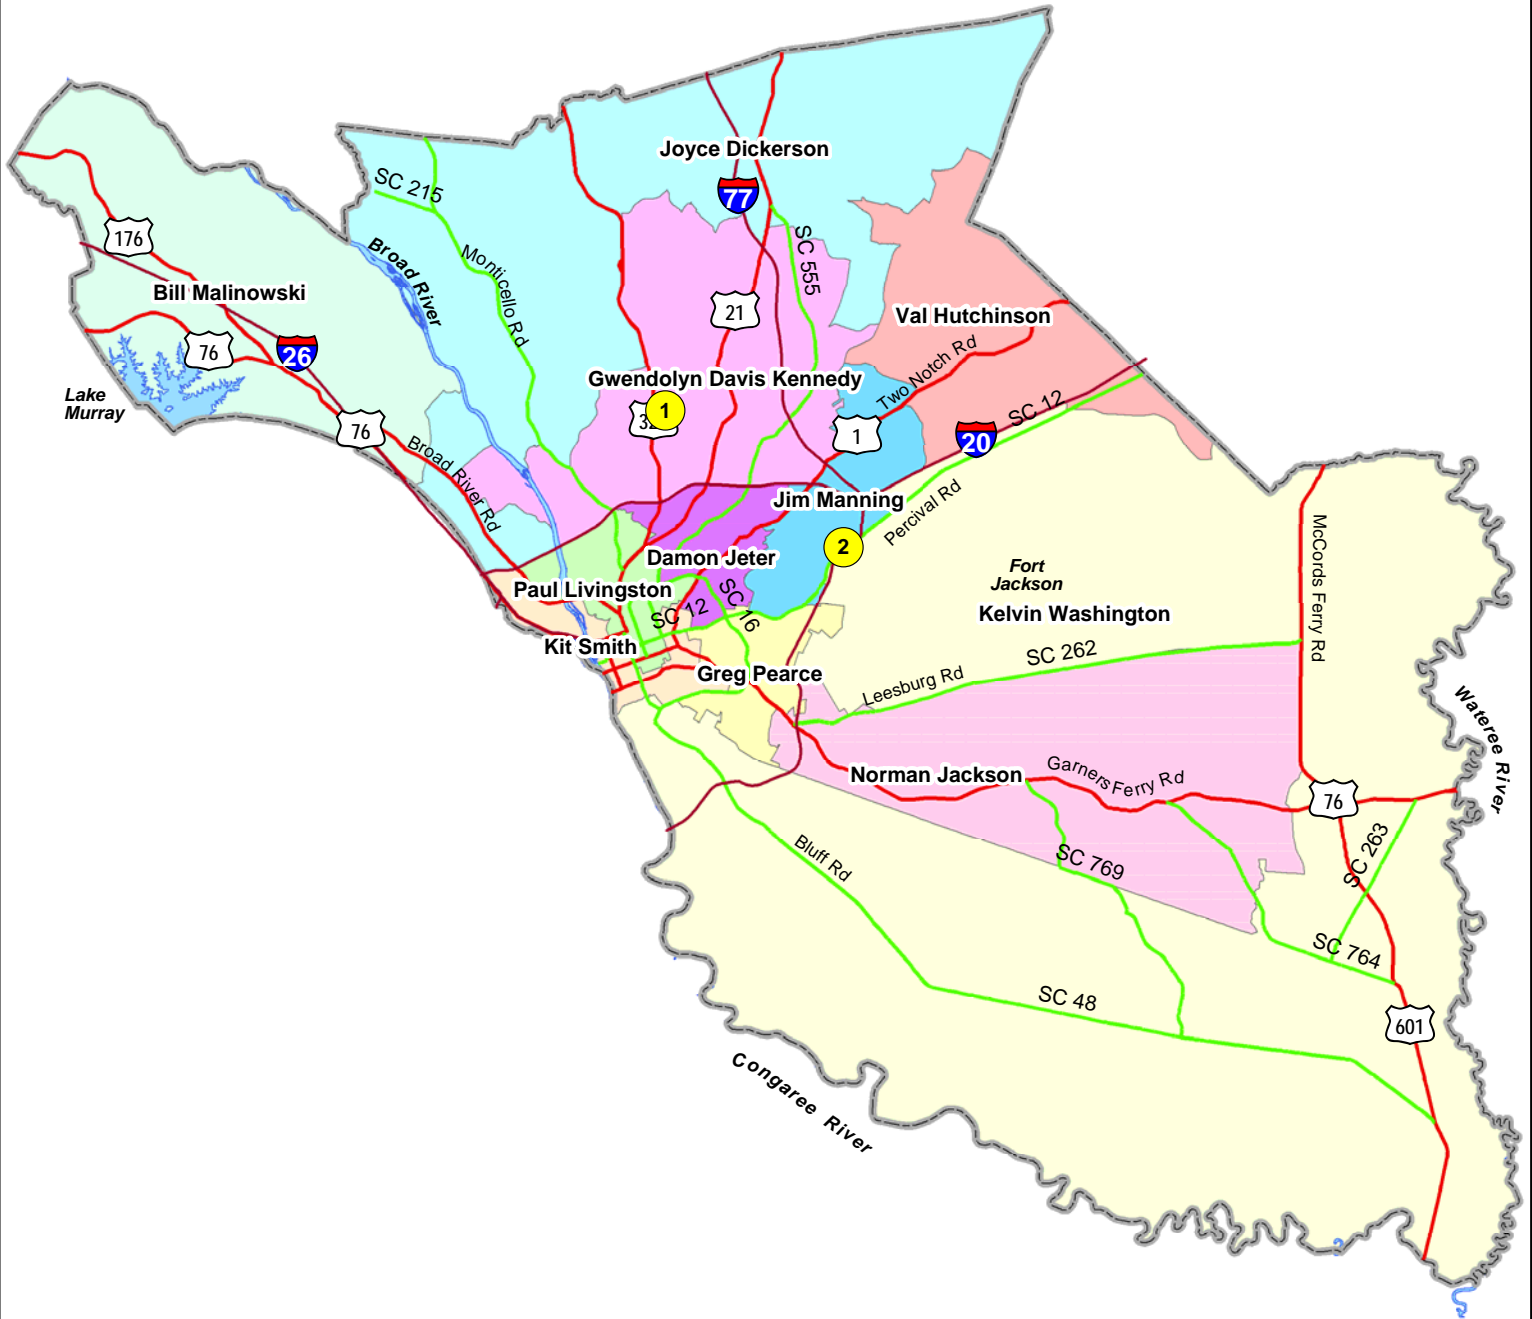 Joyce Dickerson
77
SC 215
176
Broad River
Monticello Rd
SC 555
Bill Malinowski
21
Val Hutchinson
76
26
Two Notch Rd
Gwendolyn Davis Kennedy
Lake
Murray
1
SC 12
76
1
20
Broad River Rd
Jim Manning
Percival Rd
McCords Ferry Rd
2
Damon Jeter
Fort
Jackson
Paul Livingston
SC 16
SC 12
Kelvin Washington
Kit Smith
SC 262
Greg Pearce
Leesburg Rd
Wateree River
Norman Jackson
Garners Ferry Rd
76
Bluff Rd
SC 769
SC 263
SC 764
SC 48
601
Congaree River